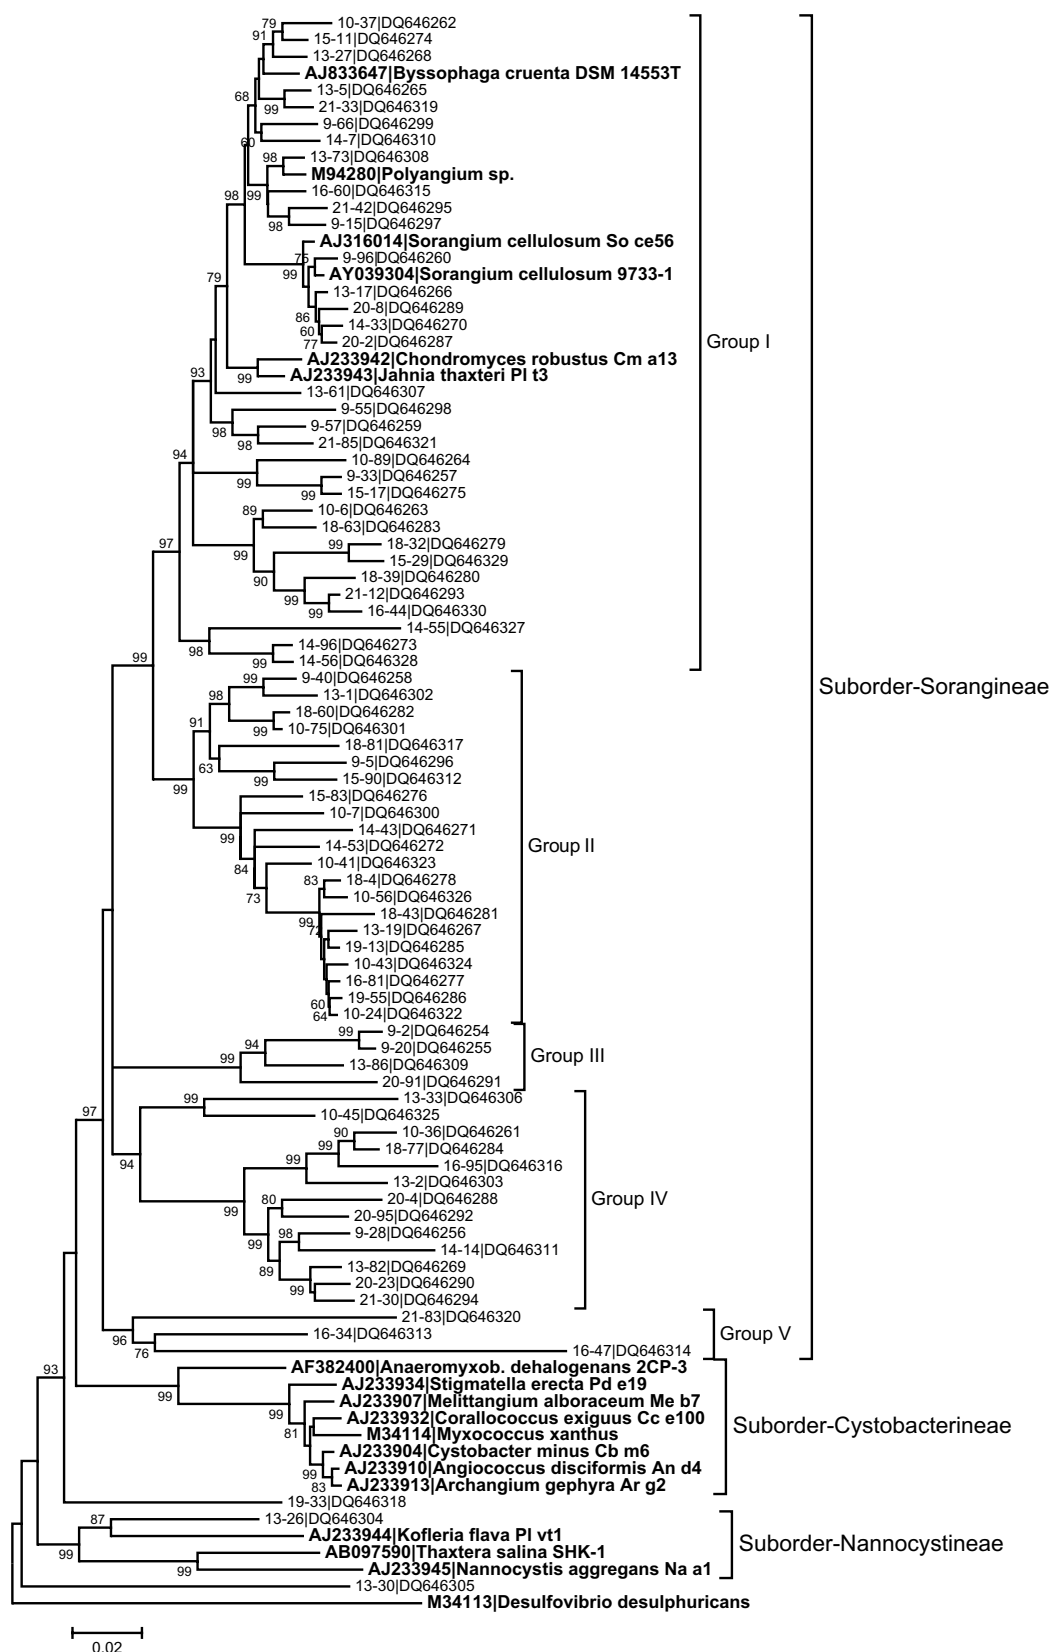 79
10-37|DQ646262
91
15-11|DQ646274
13-27|DQ646268
AJ833647|Byssophaga cruenta DSM 14553T
68
13-5|DQ646265
99
21-33|DQ646319
9-66|DQ646299
60
14-7|DQ646310
98
13-73|DQ646308
M94280|Polyangium sp.
98
99
16-60|DQ646315
21-42|DQ646295
98
9-15|DQ646297
AJ316014|Sorangium cellulosum So ce56
75
9-96|DQ646260
79
99
AY039304|Sorangium cellulosum 9733-1
13-17|DQ646266
20-8|DQ646289
86
14-33|DQ646270
60
20-2|DQ646287
77
Group I
AJ233942|Chondromyces robustus Cm a13
93
99
AJ233943|Jahnia thaxteri Pl t3
13-61|DQ646307
9-55|DQ646298
98
9-57|DQ646259
98
21-85|DQ646321
94
10-89|DQ646264
99
9-33|DQ646257
99
15-17|DQ646275
89
10-6|DQ646263
18-63|DQ646283
97
99
99
18-32|DQ646279
15-29|DQ646329
90
18-39|DQ646280
99
21-12|DQ646293
99
16-44|DQ646330
14-55|DQ646327
98
14-96|DQ646273
99
99
14-56|DQ646328
99
9-40|DQ646258
Suborder-Sorangineae
98
13-1|DQ646302
18-60|DQ646282
91
99
10-75|DQ646301
18-81|DQ646317
63
9-5|DQ646296
99
99
15-90|DQ646312
15-83|DQ646276
10-7|DQ646300
99
14-43|DQ646271
14-53|DQ646272
Group II
84
10-41|DQ646323
83
18-4|DQ646278
73
10-56|DQ646326
99
18-43|DQ646281
72
13-19|DQ646267
19-13|DQ646285
10-43|DQ646324
16-81|DQ646277
19-55|DQ646286
60
10-24|DQ646322
64
99
9-2|DQ646254
94
9-20|DQ646255
99
Group III
13-86|DQ646309
20-91|DQ646291
99
13-33|DQ646306
97
10-45|DQ646325
90
10-36|DQ646261
99
18-77|DQ646284
94
99
16-95|DQ646316
13-2|DQ646303
80
20-4|DQ646288
Group IV
99
20-95|DQ646292
98
9-28|DQ646256
99
14-14|DQ646311
89
13-82|DQ646269
20-23|DQ646290
99
21-30|DQ646294
21-83|DQ646320
96
16-34|DQ646313
Group V
76
16-47|DQ646314
93
AF382400|Anaeromyxob. dehalogenans 2CP-3
99
AJ233934|Stigmatella erecta Pd e19
AJ233907|Melittangium alboraceum Me b7
99
AJ233932|Corallococcus exiguus Cc e100
Suborder-Cystobacterineae
81
M34114|Myxococcus xanthus
AJ233904|Cystobacter minus Cb m6
99
AJ233910|Angiococcus disciformis An d4
83
AJ233913|Archangium gephyra Ar g2
19-33|DQ646318
87
13-26|DQ646304
AJ233944|Kofleria flava Pl vt1
Suborder-Nannocystineae
99
AB097590|Thaxtera salina SHK-1
99
AJ233945|Nannocystis aggregans Na a1
13-30|DQ646305
M34113|Desulfovibrio desulphuricans
0.02